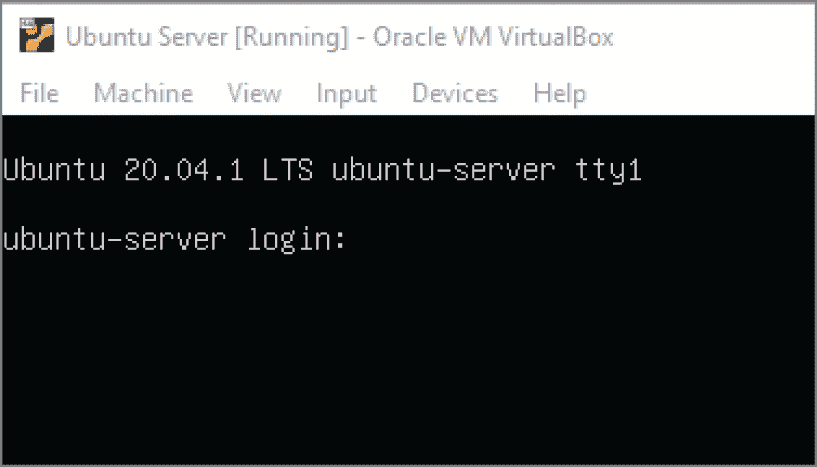 Ubuntu Server [Running] - Oracle VM VirtualBox
File Machine View Input Devices Help
Ubuntu 20.04.1 LTS ubuntu-server tty1
ubuntu-server login: